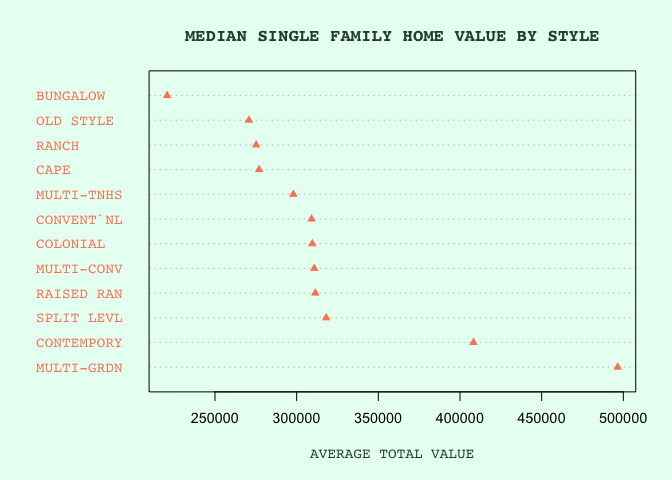 MEDIAN SINGLE FAMILY HOME VALUE BY STYLE
BUNGALOW
OLD STYLE
RANCH
CAPE
MULTI-TNHS
CONVENT`NL
COLONIAL
MULTI-CONV
RAISED RAN
SPLIT LEVL
CONTEMPORY
MULTI-GRDN
250000 300000 350000 400000 450000 500000
AVERAGE TOTAL VALUE